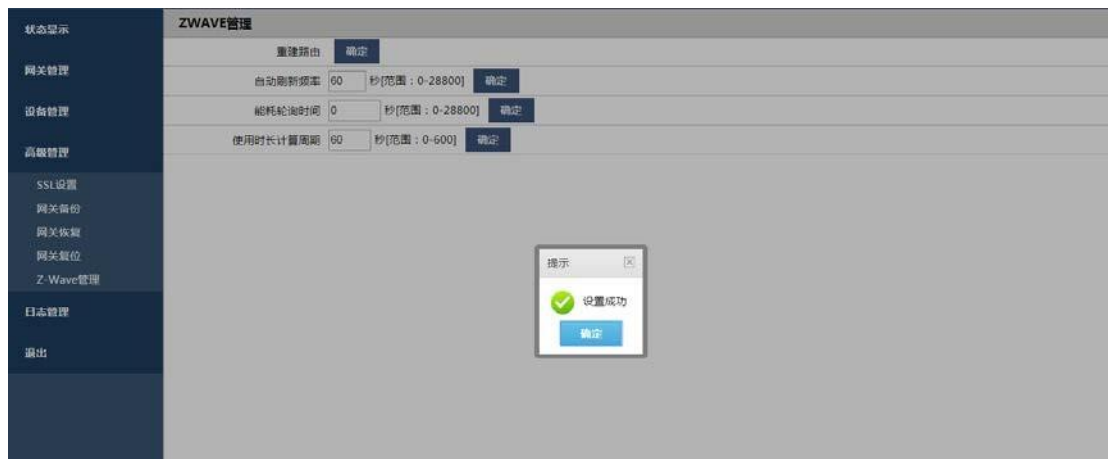 状态显示
网关管理
设备管理
高级管理
SSL设置
网关备份
网关恢复
网关复位
Z-Wave管理
日志管理
退出
ZWAVE管理
重建路由 确定
自动刷新频率 60 秒[范围：0-28800] 确定
能耗轮询时间 0 秒[范围：0-28800] 确定
使用时长计算周期 60 秒[范围：0-600] 确定
提示
设置成功
确定